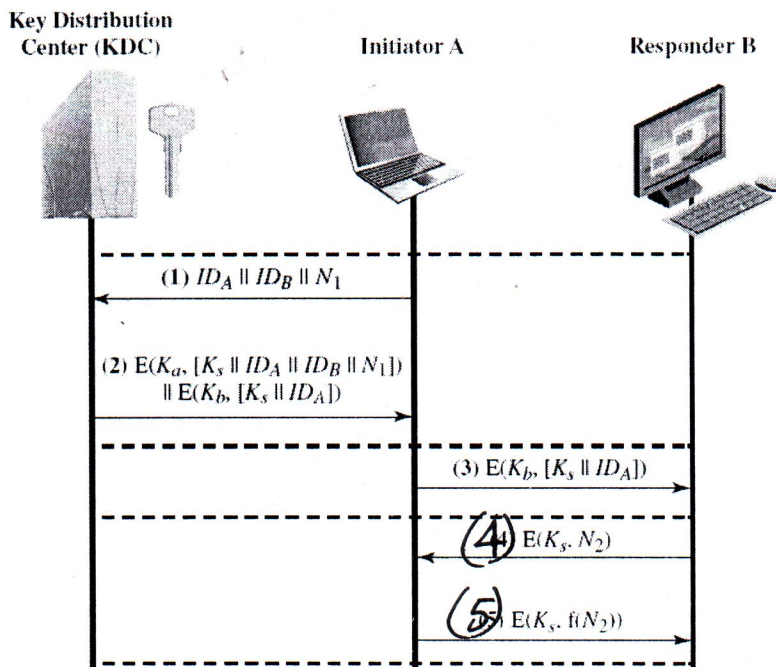 Key Distribution
Center (KDC)
Initiator A
Responder B
(1) ID_A || ID_B || N_1
(2) E(K_a, [K_s || ID_A || ID_B || N_1])
|| E(K_b, [K_s || ID_A])
(3) E(K_b, [K_s || ID_A])
(4) E(K_s, N_2)
(5) E(K_s, f(N_2))